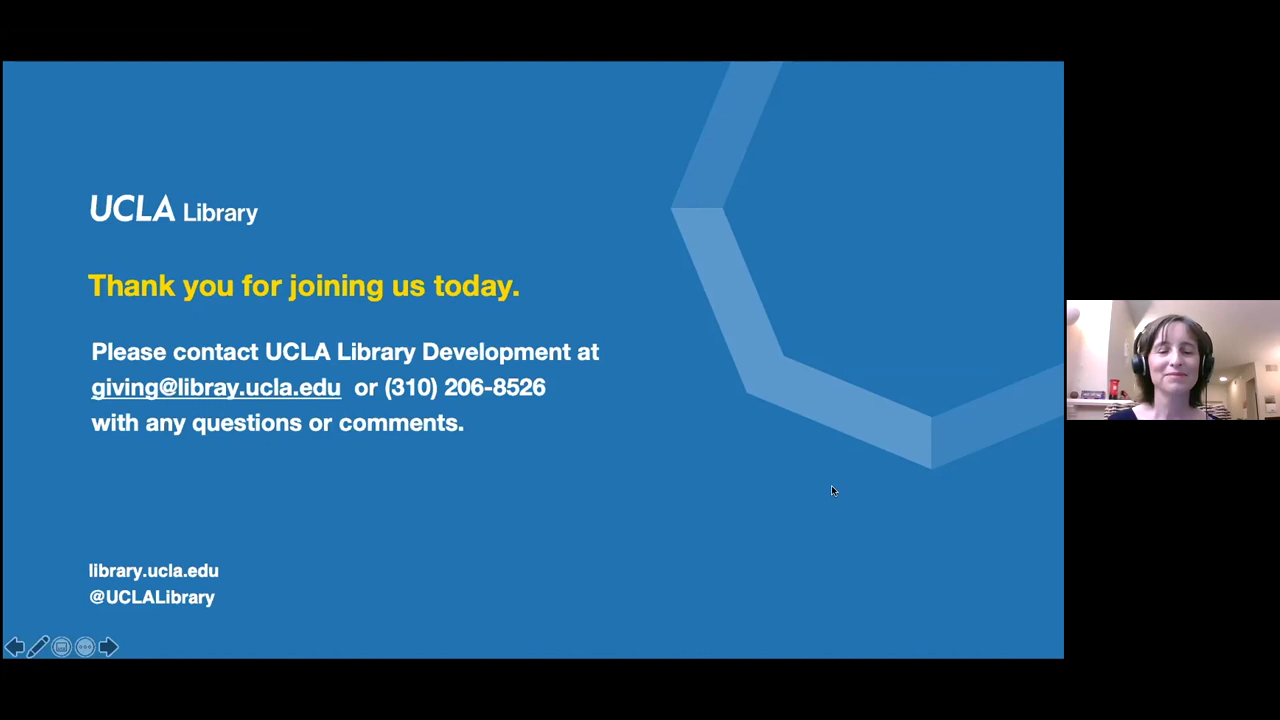 UCLA Library
Thank you for joining us today.
Please contact UCLA Library Development at
giving@libray.ucla.edu or (310) 206-8526
with any questions or comments.
library.ucla.edu
@UCLALibrary